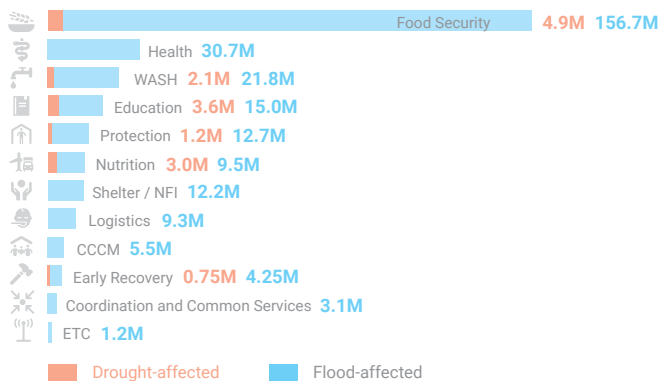 Food Security 4.9M 156.7M
Health 30.7M
WASH 2.1M 21.8M
Education 3.6M 15.0M
Protection 1.2M 12.7M
Nutrition 3.0M 9.5M
Shelter / NFI 12.2M
Logistics 9.3M
CCCM 5.5M
Early Recovery 0.75M 4.25M
Coordination and Common Services 3.1M
ETC 1.2M
Drought-affected Flood-affected